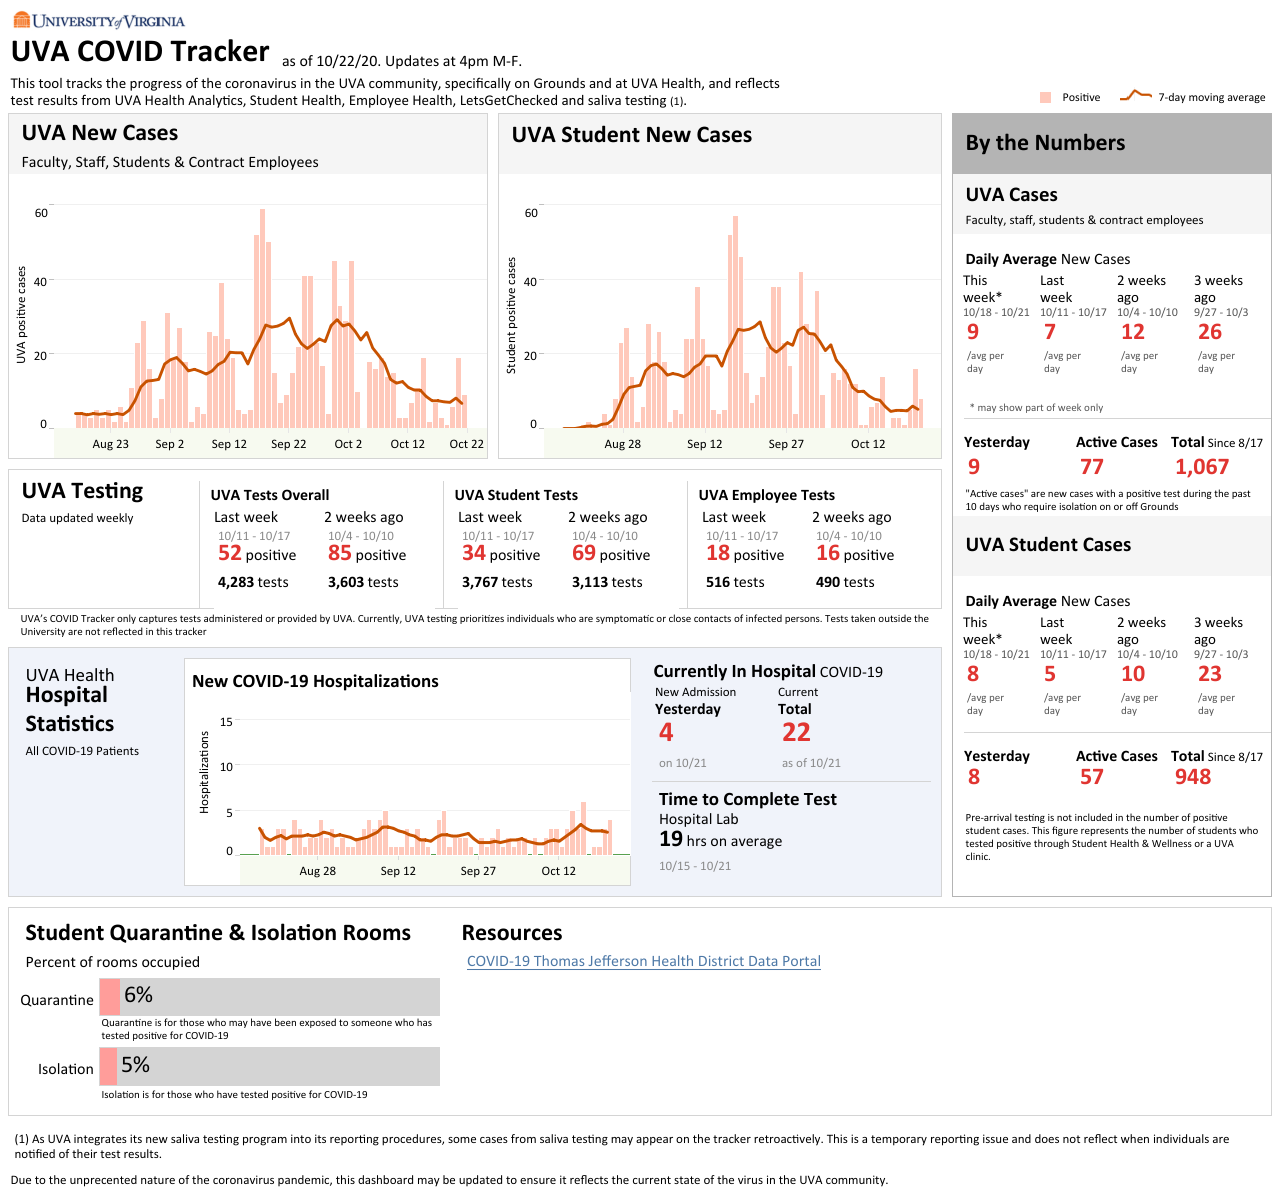 UNIVERSITY of VIRGINIA
UVA COVID Tracker as of 10/22/20. Updates at 4pm M-F.
This tool tracks the progress of the coronavirus in the UVA community, specifically on Grounds and at UVA Health, and reflects
test results from UVA Health Analytics, Student Health, Employee Health, LetsGetChecked and saliva testing (1).
Positive 7-day moving average
UVA New Cases
Faculty, Staff, Students & Contract Employees
60
40
20
0
UVA positive cases
Aug 23 Sep 2 Sep 12 Sep 22 Oct 2 Oct 12 Oct 22
UVA Student New Cases
60
40
20
0
Student positive cases
Aug 28 Sep 12 Sep 27 Oct 12
By the Numbers
UVA Cases
Faculty, staff, students & contract employees
Daily Average New Cases
This Last 2 weeks 3 weeks
week* week ago ago
10/18 - 10/21 10/11 - 10/17 10/4 - 10/10 9/27 - 10/3
9 7 12 26
/avg per /avg per /avg per /avg per
day day day day
* may show part of week only
Yesterday Active Cases Total Since 8/17
9 77 1,067
"Active cases" are new cases with a positive test during the past
10 days who require isolation on or off Grounds
UVA Student Cases
Daily Average New Cases
This Last 2 weeks 3 weeks
week* week ago ago
10/18 - 10/21 10/11 - 10/17 10/4 - 10/10 9/27 - 10/3
8 5 10 23
/avg per /avg per /avg per /avg per
day day day day
Yesterday Active Cases Total Since 8/17
8 57 948
Pre-arrival testing is not included in the number of positive
student cases. This figure represents the number of students who
tested positive through Student Health & Wellness or a UVA
clinic.
UVA Testing
Data updated weekly
UVA Tests Overall UVA Student Tests UVA Employee Tests
Last week 2 weeks ago Last week 2 weeks ago Last week 2 weeks ago
10/11 - 10/17 10/4 - 10/10 10/11 - 10/17 10/4 - 10/10 10/11 - 10/17 10/4 - 10/10
52 positive 85 positive 34 positive 69 positive 18 positive 16 positive
4,283 tests 3,603 tests 3,767 tests 3,113 tests 516 tests 490 tests
UVA's COVID Tracker only captures tests administered or provided by UVA. Currently, UVA testing prioritizes individuals who are symptomatic or close contacts of infected persons. Tests taken outside the
University are not reflected in this tracker
UVA Health
Hospital
Statistics
All COVID-19 Patients
New COVID-19 Hospitalizations
15
10
5
0
Hospitalizations
Aug 28 Sep 12 Sep 27 Oct 12
Currently In Hospital COVID-19
New Admission Current
Yesterday Total
4 22
on 10/21 as of 10/21
Time to Complete Test
Hospital Lab
19 hrs on average
10/15 - 10/21
Student Quarantine & Isolation Rooms
Percent of rooms occupied
Quarantine 6%
Quarantine is for those who may have been exposed to someone who has
tested positive for COVID-19
Isolation 5%
Isolation is for those who have tested positive for COVID-19
Resources
COVID-19 Thomas Jefferson Health District Data Portal
(1) As UVA integrates its new saliva testing program into its reporting procedures, some cases from saliva testing may appear on the tracker retroactively. This is a temporary reporting issue and does not reflect when individuals are
notified of their test results.
Due to the unprecented nature of the coronavirus pandemic, this dashboard may be updated to ensure it reflects the current state of the virus in the UVA community.